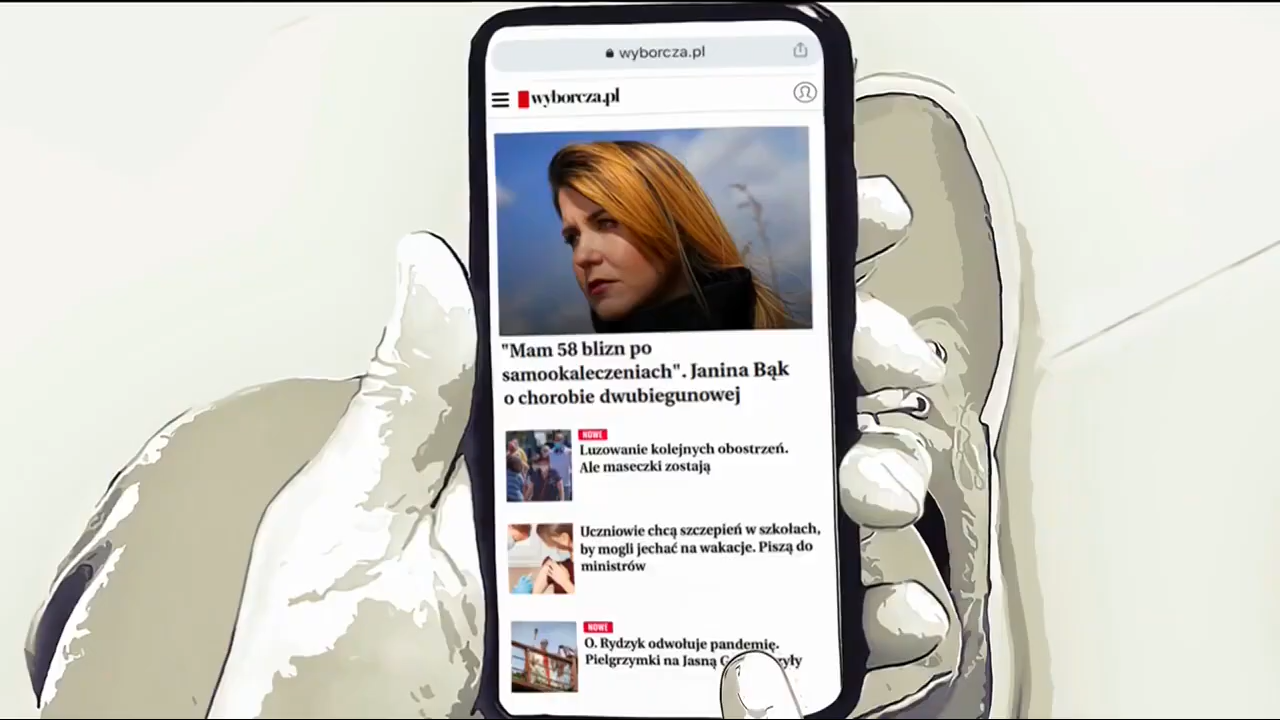 wyborcza.pl
wyborcza.pl
"Mam 58 blizn po
samookaleczeniach". Janina Bąk
o chorobie dwubiegunowej
NOWE
Luzowanie kolejnych obostrzeń.
Ale maseczki zostają
Uczniowie chcą szczepień w szkołach,
by mogli jechać na wakacje. Piszą do
ministrów
NOWE
O. Rydzyk odwołuje pandemię.
Pielgrzymki na Jasną